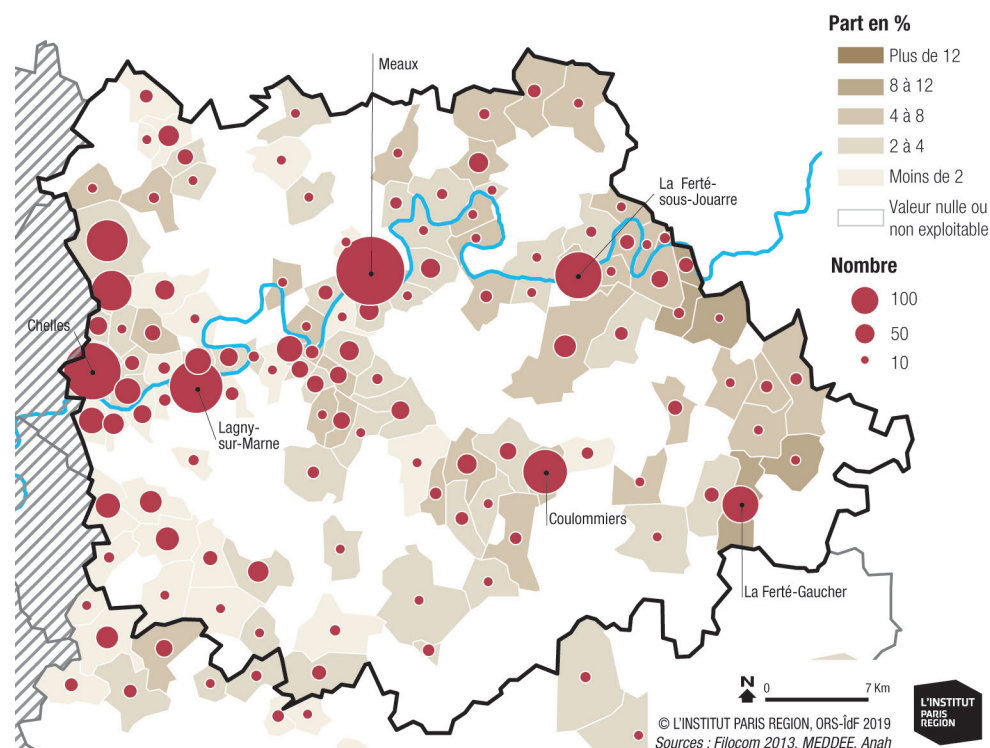 Part en %
Plus de 12
8 à 12
4 à 8
2 à 4
Moins de 2
Valeur nulle ou
non exploitable
Nombre
100
50
10
Meaux
La Ferté-
sous-Jouarre
Chelles
Lagny-
sur-Marne
Coulommiers
La Ferté-Gaucher
N
0
7 Km
© L'INSTITUT PARIS REGION, ORS-îdF 2019
Sources : Filocom 2013, MEDDEE, Anah
L'INSTITUT
PARIS
REGION